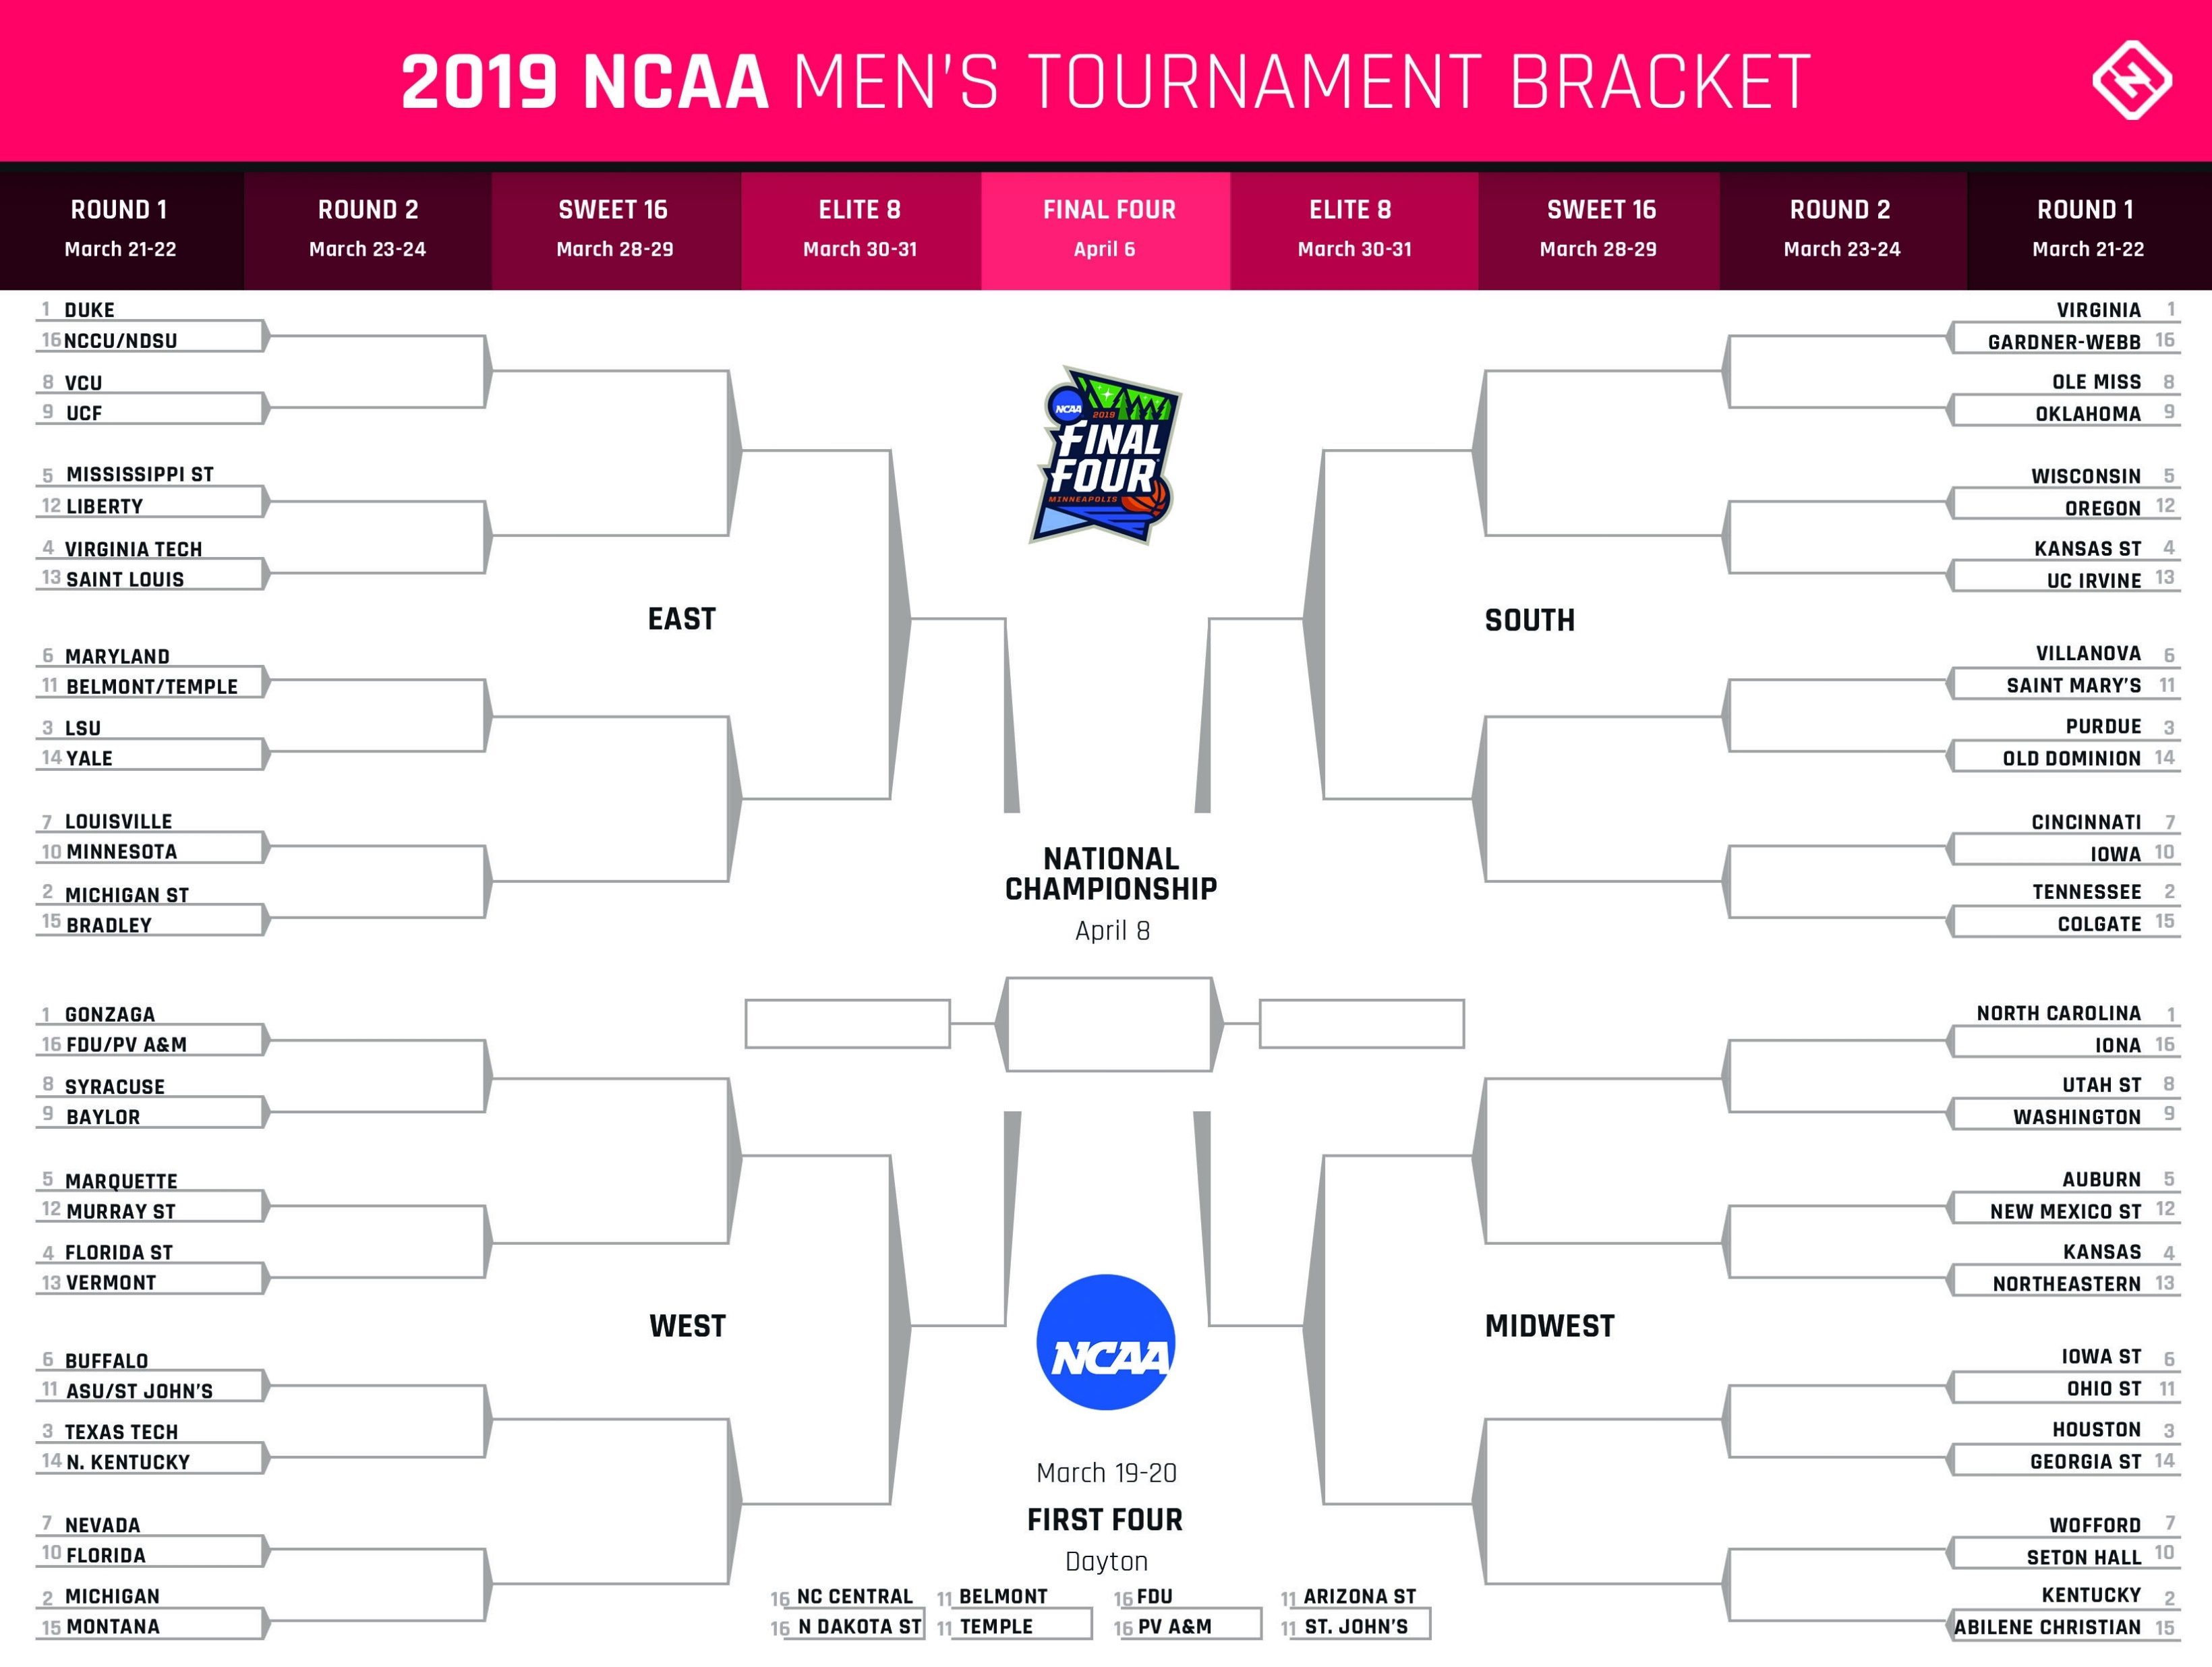 2019 NCAA MEN'S TOURNAMENT BRACKET
ROUND 1
March 21-22
ROUND 2
March 23-24
SWEET 16
March 28-29
ELITE 8
March 30-31
FINAL FOUR
April 6
ELITE 8
March 30-31
SWEET 16
March 28-29
ROUND 2
March 23-24
ROUND 1
March 21-22
1 DUKE
16 NCCU/NDSU
8 VCU
9 UCF
5 MISSISSIPPI ST
12 LIBERTY
4 VIRGINIA TECH
13 SAINT LOUIS
EAST
6 MARYLAND
11 BELMONT/TEMPLE
3 LSU
14 YALE
7 LOUISVILLE
10 MINNESOTA
2 MICHIGAN ST
15 BRADLEY
1 GONZAGA
16 FDU/PV A&M
8 SYRACUSE
9 BAYLOR
5 MARQUETTE
12 MURRAY ST
4 FLORIDA ST
13 VERMONT
WEST
6 BUFFALO
11 ASU/ST JOHN'S
3 TEXAS TECH
14 N. KENTUCKY
7 NEVADA
10 FLORIDA
2 MICHIGAN
15 MONTANA
NCAA
2019
FINAL
FOUR
MINNEAPOLIS
NATIONAL
CHAMPIONSHIP
April 8
NCAA
March 19-20
FIRST FOUR
Dayton
16 NC CENTRAL
16 N DAKOTA ST
11 BELMONT
11 TEMPLE
16 FDU
16 PV A&M
11 ARIZONA ST
11 ST. JOHN'S
VIRGINIA 1
GARDNER-WEBB 16
OLE MISS 8
OKLAHOMA 9
WISCONSIN 5
OREGON 12
KANSAS ST 4
UC IRVINE 13
SOUTH
VILLANOVA 6
SAINT MARY'S 11
PURDUE 3
OLD DOMINION 14
CINCINNATI 7
IOWA 10
TENNESSEE 2
COLGATE 15
NORTH CAROLINA 1
IONA 16
UTAH ST 8
WASHINGTON 9
AUBURN 5
NEW MEXICO ST 12
KANSAS 4
NORTHEASTERN 13
MIDWEST
IOWA ST 6
OHIO ST 11
HOUSTON 3
GEORGIA ST 14
WOFFORD 7
SETON HALL 10
KENTUCKY 2
ABILENE CHRISTIAN 15